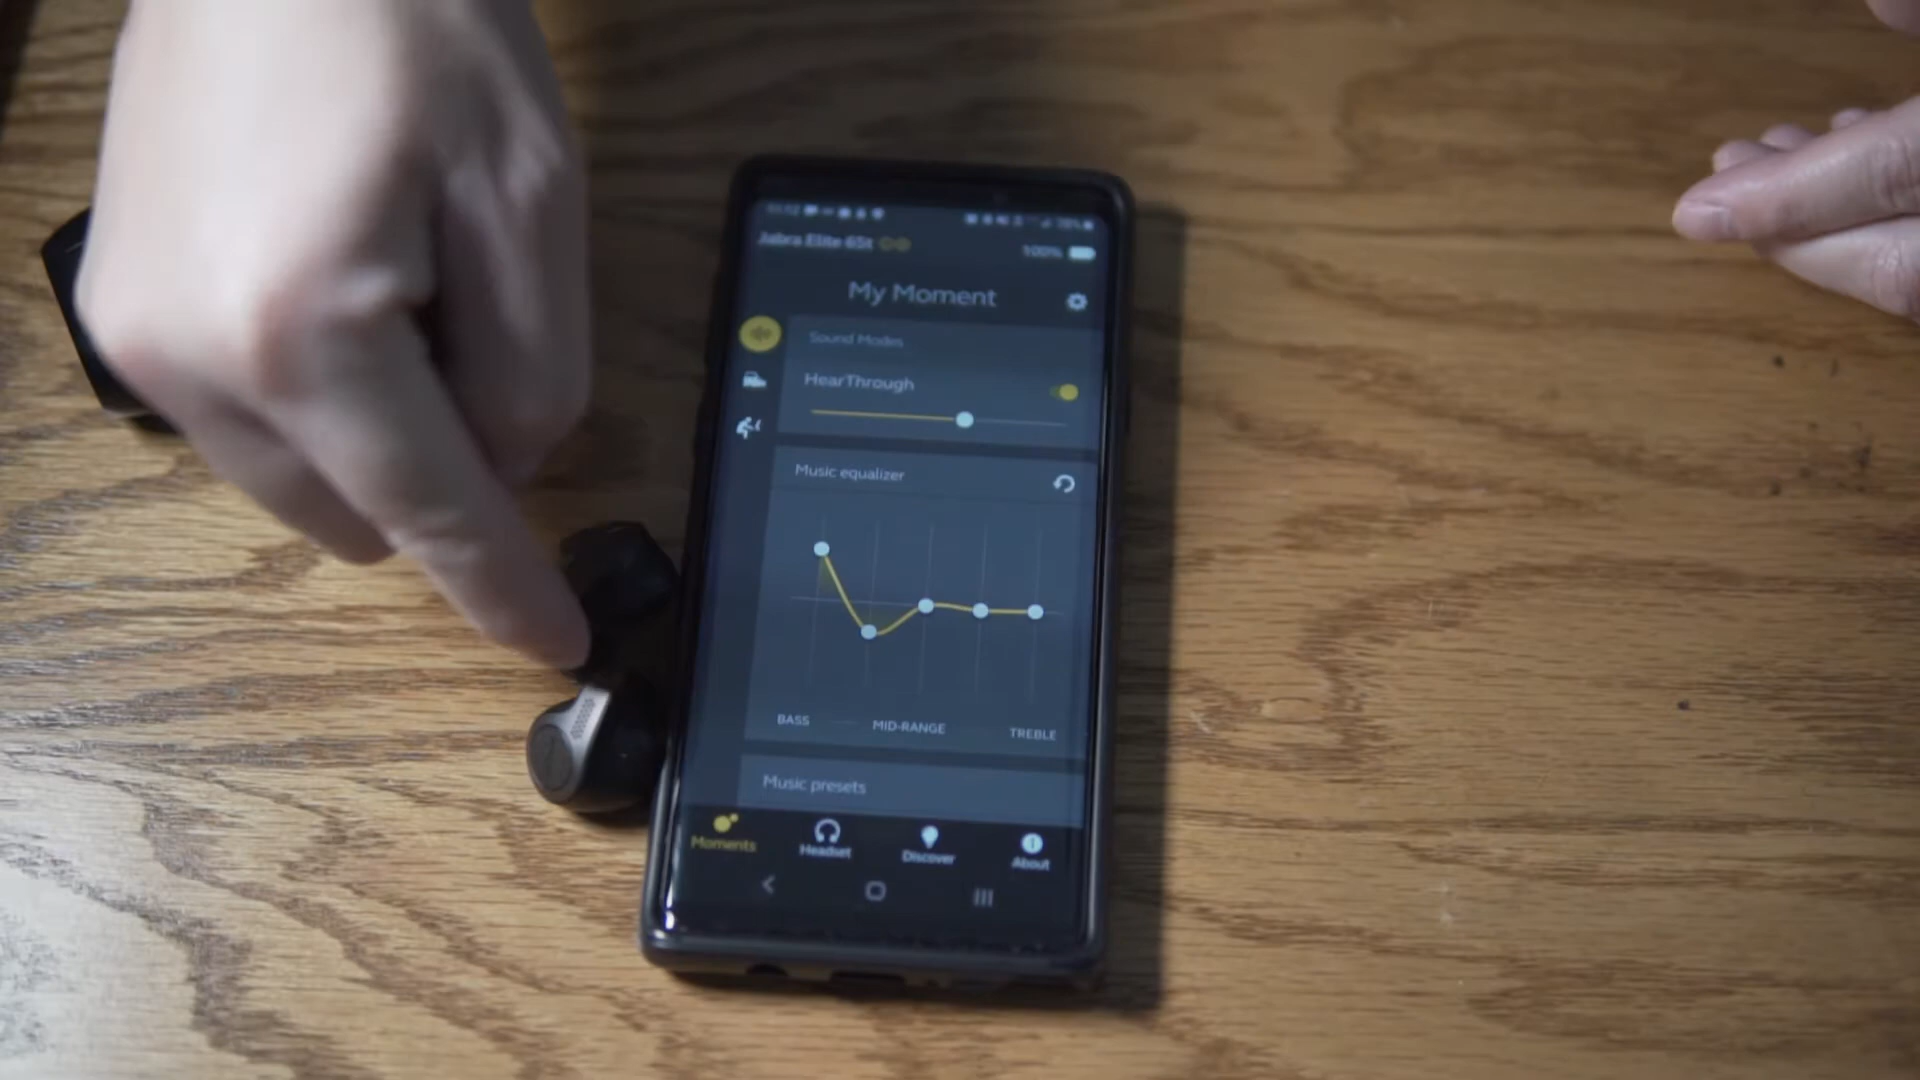 Jabra Elite 65t
100%
My Moment
Sound Modes
HearThrough
Music equalizer
BASS MID-RANGE TREBLE
Music presets
Moments Headset Discover About